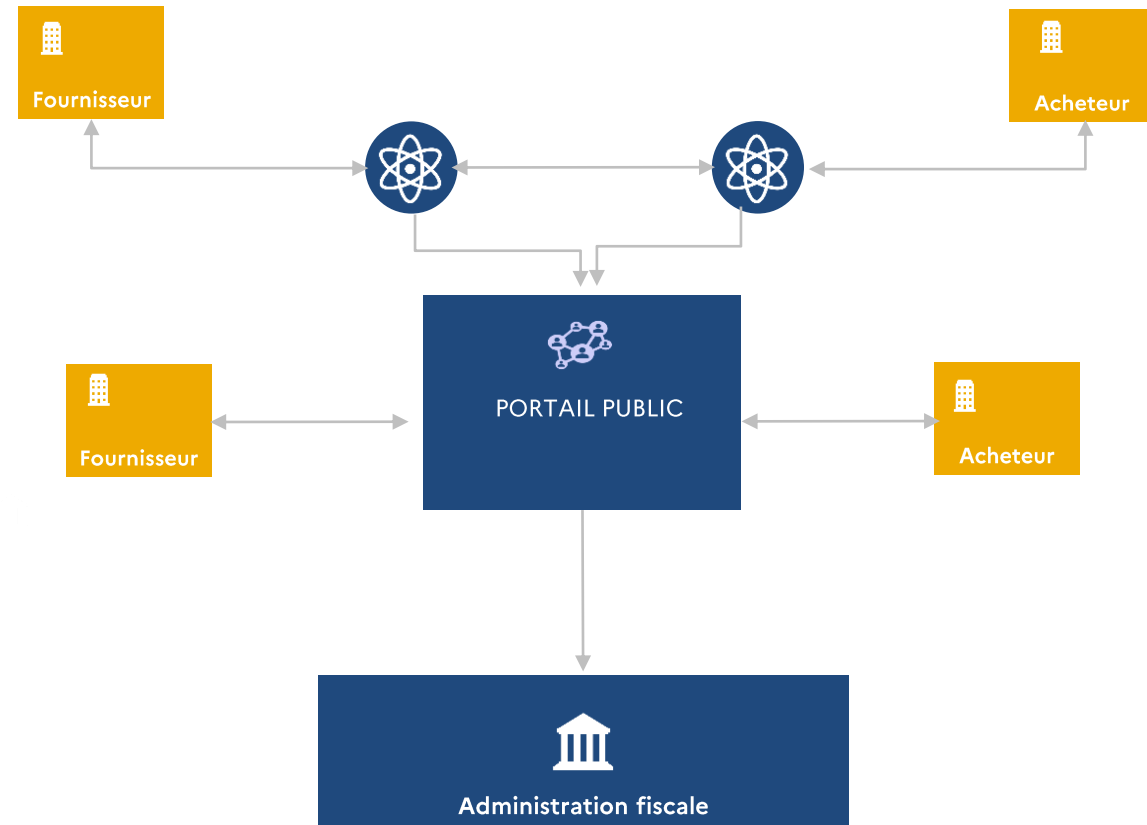 Fournisseur
Acheteur
PORTAIL PUBLIC
Fournisseur
Acheteur
Administration fiscale